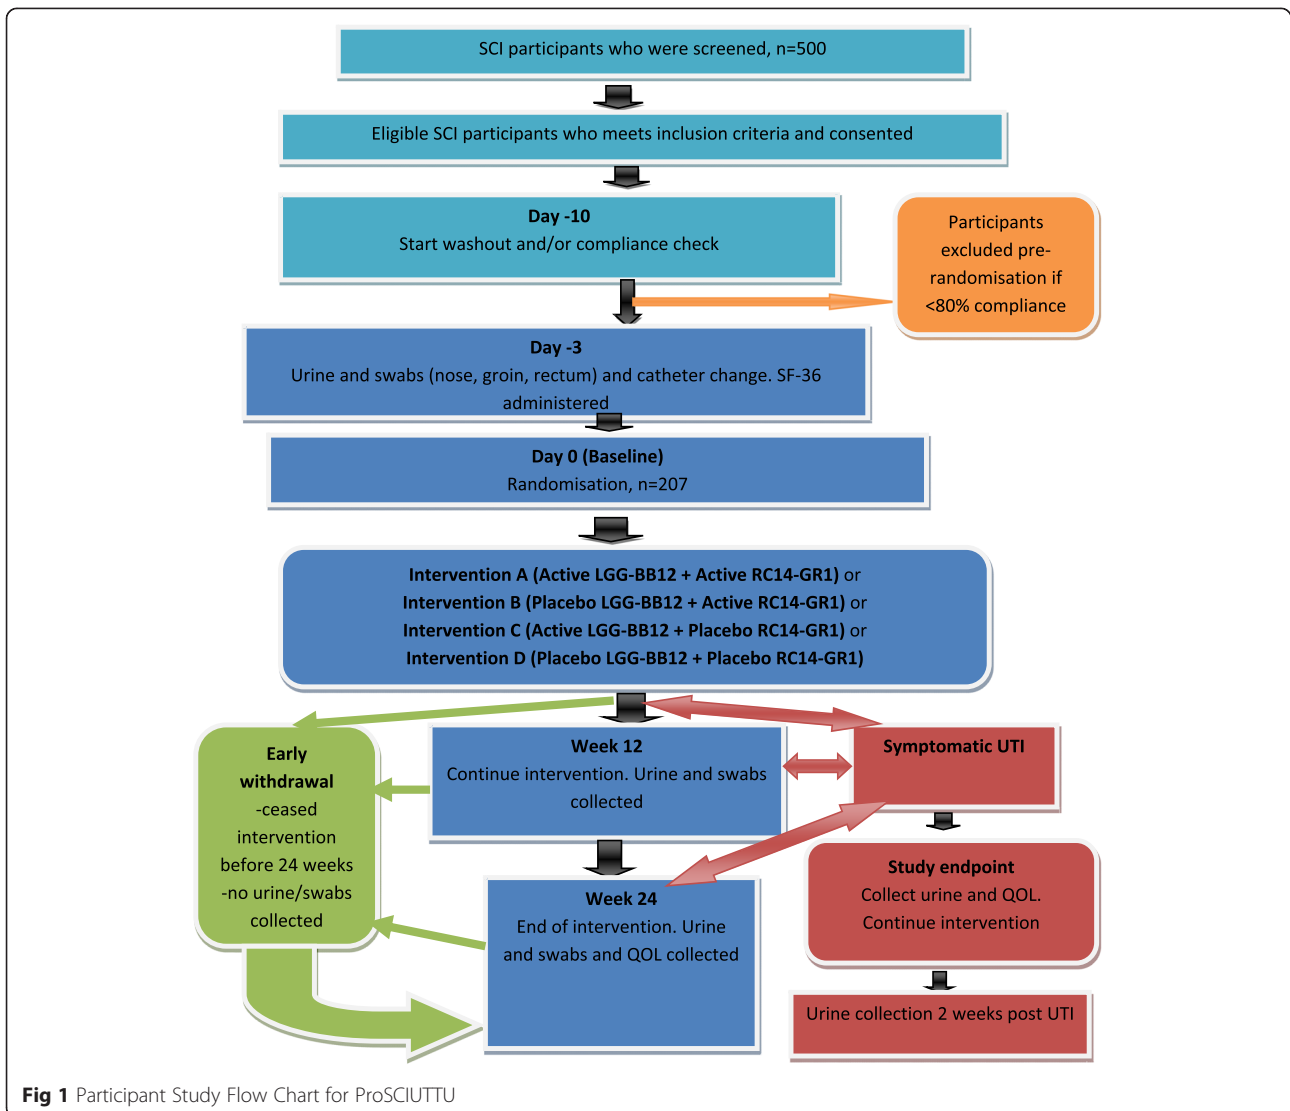 SCI participants who were screened, n=500
Eligible SCI participants who meets inclusion criteria and consented
Day -10
Start washout and/or compliance check
Participants
excluded pre-
randomisation if
<80% compliance
Day -3
Urine and swabs (nose, groin, rectum) and catheter change. SF-36
administered
Day 0 (Baseline)
Randomisation, n=207
Intervention A (Active LGG-BB12 + Active RC14-GR1) or
Intervention B (Placebo LGG-BB12 + Active RC14-GR1) or
Intervention C (Active LGG-BB12 + Placebo RC14-GR1) or
Intervention D (Placebo LGG-BB12 + Placebo RC14-GR1)
Early
withdrawal
-ceased
intervention
before 24 weeks
-no urine/swabs
collected
Week 12
Continue intervention. Urine and swabs
collected
Symptomatic UTI
Week 24
End of intervention. Urine
and swabs and QOL collected
Study endpoint
Collect urine and QOL.
Continue intervention
Urine collection 2 weeks post UTI
Fig 1 Participant Study Flow Chart for ProSCIUTTU